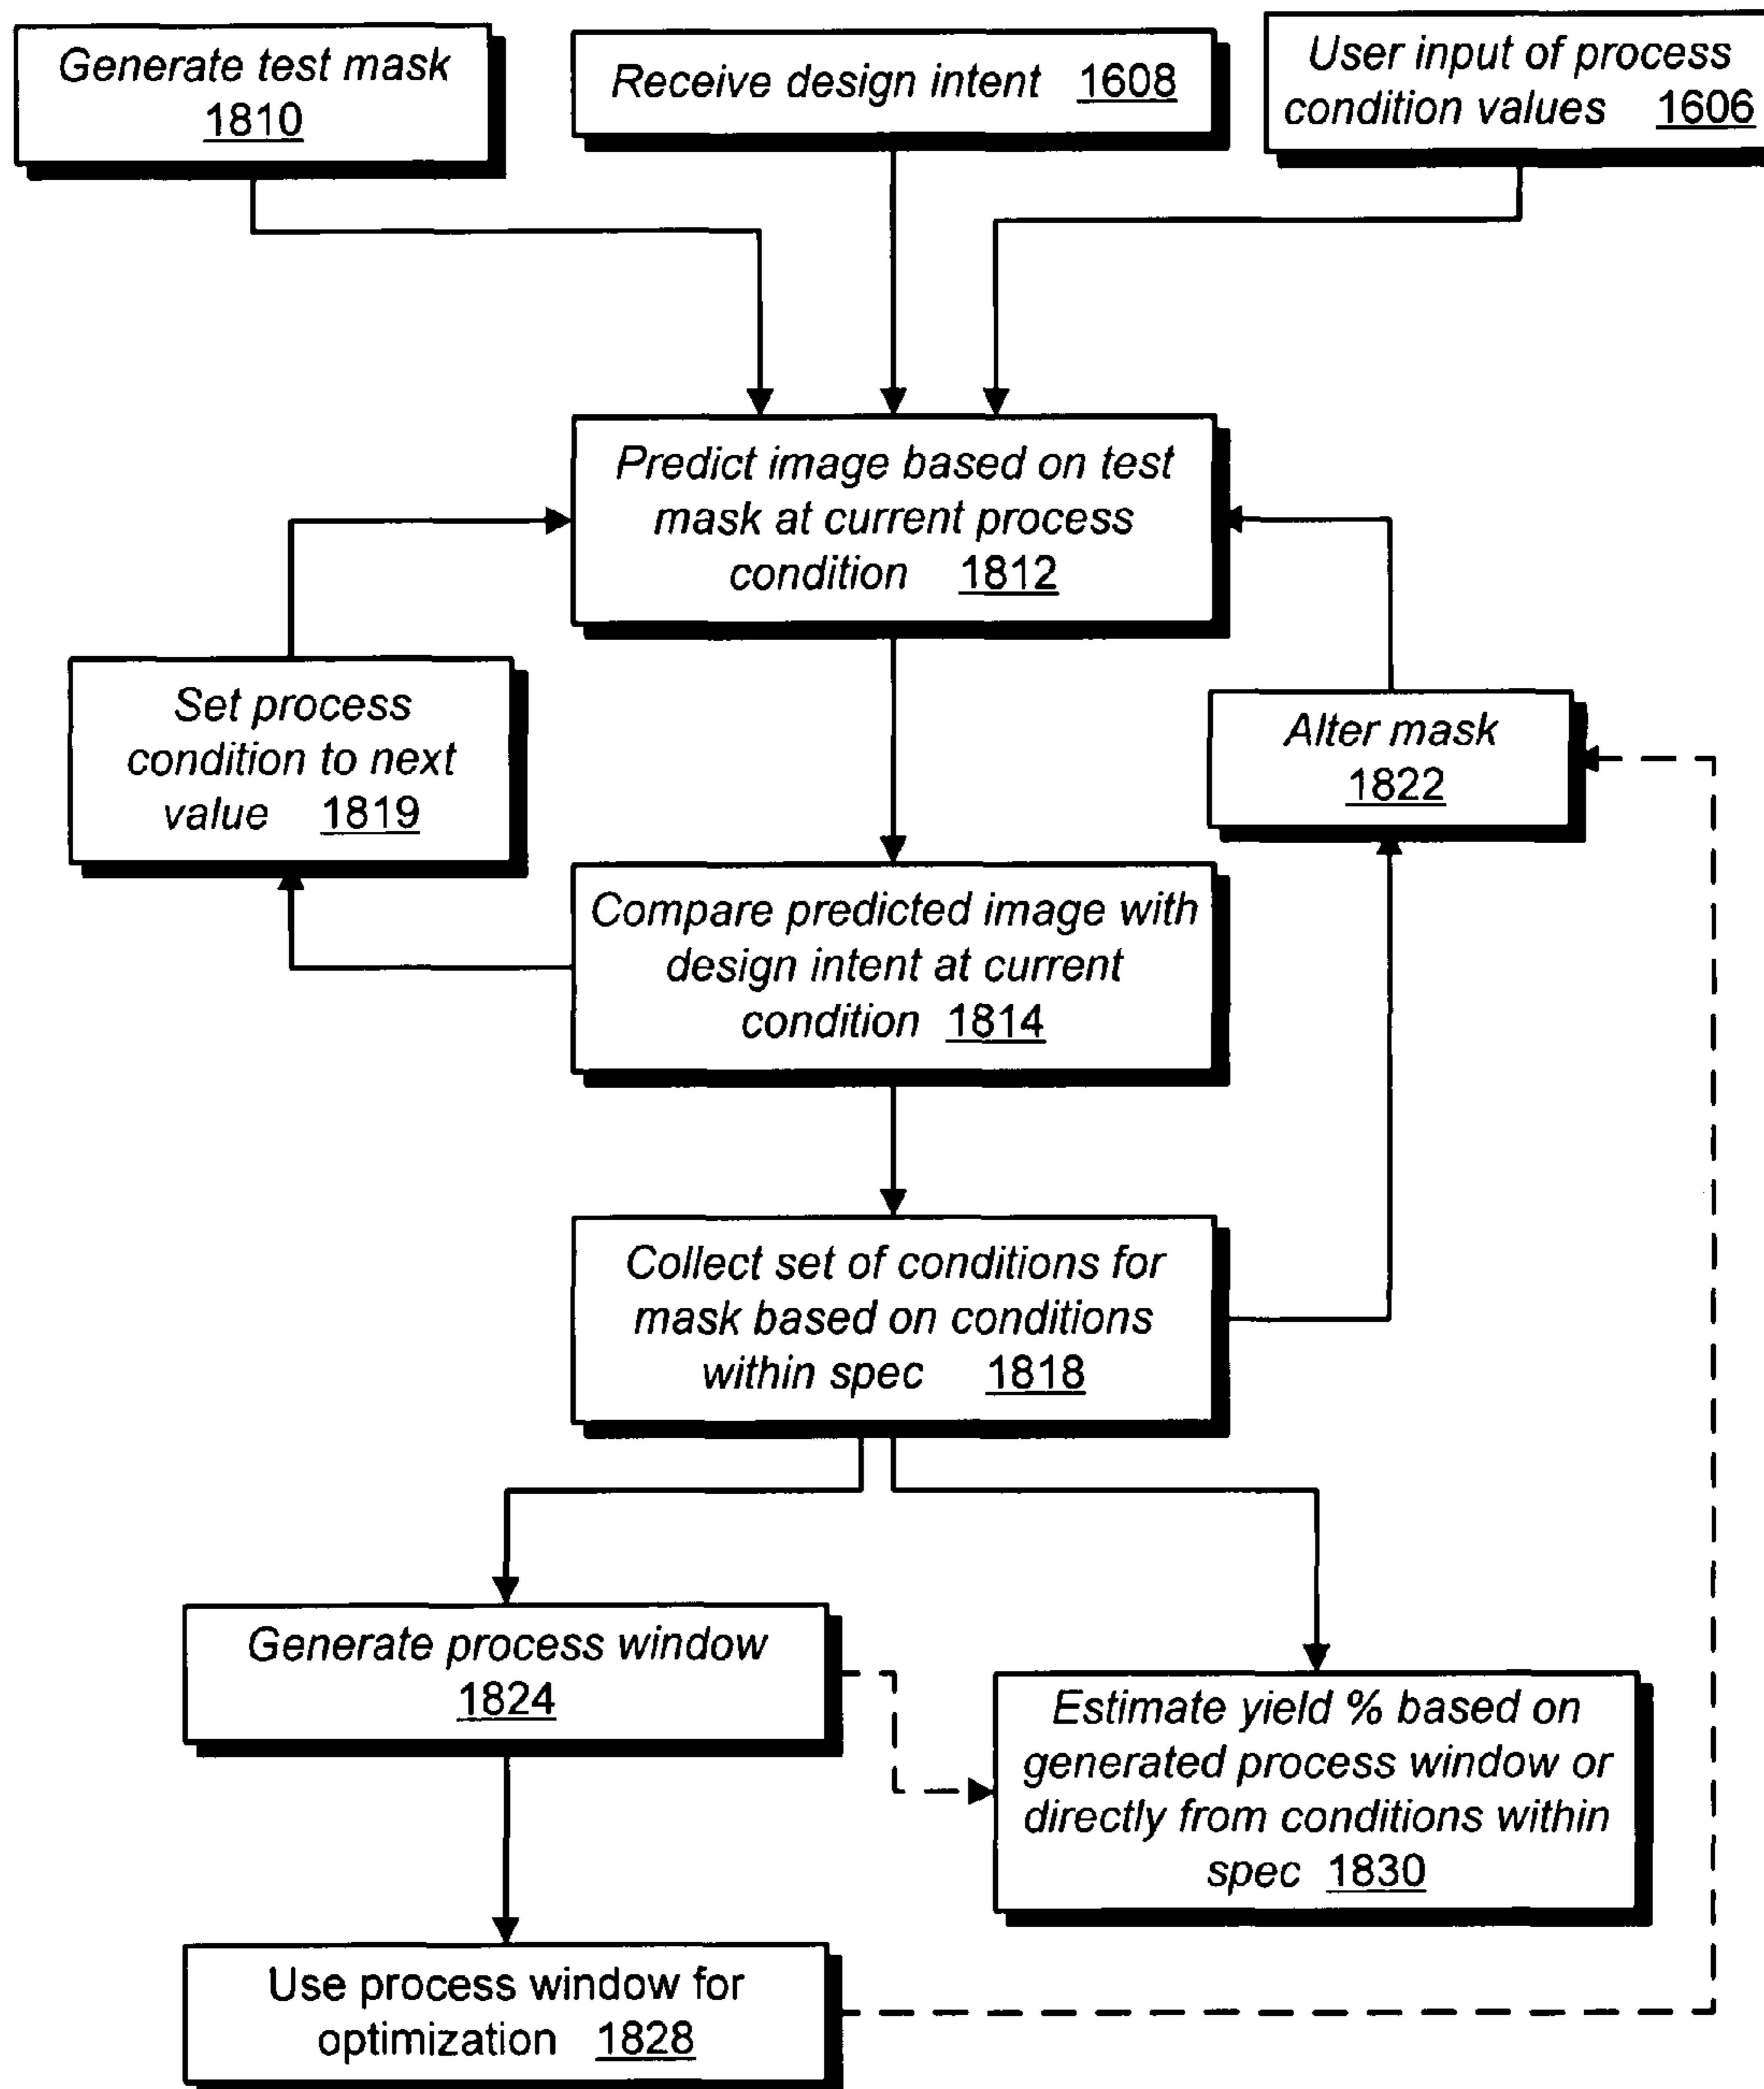 Generate test mask
1810
Receive design intent 1608
User input of process
condition values 1606
Predict image based on test
mask at current process
condition 1812
Set process
condition to next
value 1819
Alter mask
1822
Compare predicted image with
design intent at current
condition 1814
Collect set of conditions for
mask based on conditions
within spec 1818
Generate process window
1824
Estimate yield % based on
generated process window or
directly from conditions within
spec 1830
Use process window for
optimization 1828